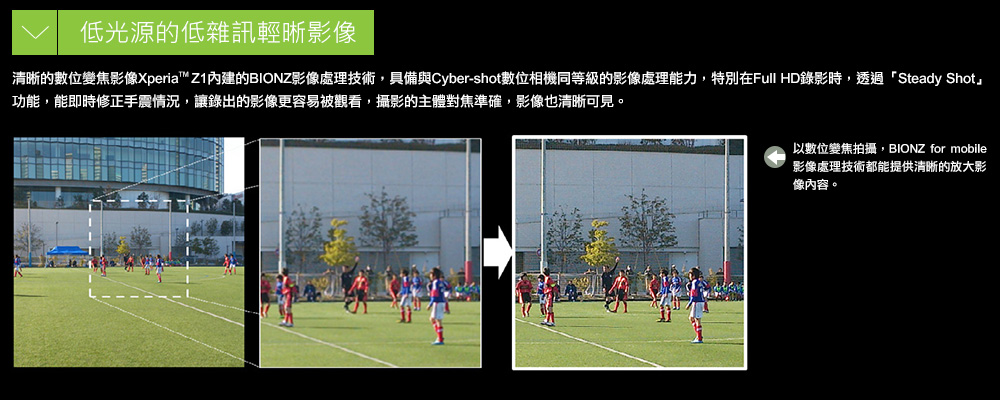 低光源的低雜訊輕晰影像
清晰的數位變焦影像Xperia™ Z1內建的BIONZ影像處理技術，具備與Cyber-shot數位相機同等級的影像處理能力，特別在Full HD錄影時，透過『Steady Shot』
功能，能即時修正手震情況，讓錄出的影像更容易被觀看，攝影的主體對焦準確，影像也清晰可見。
以數位變焦拍攝，BIONZ for mobile
影像處理技術都能提供清晰的放大影
像內容。